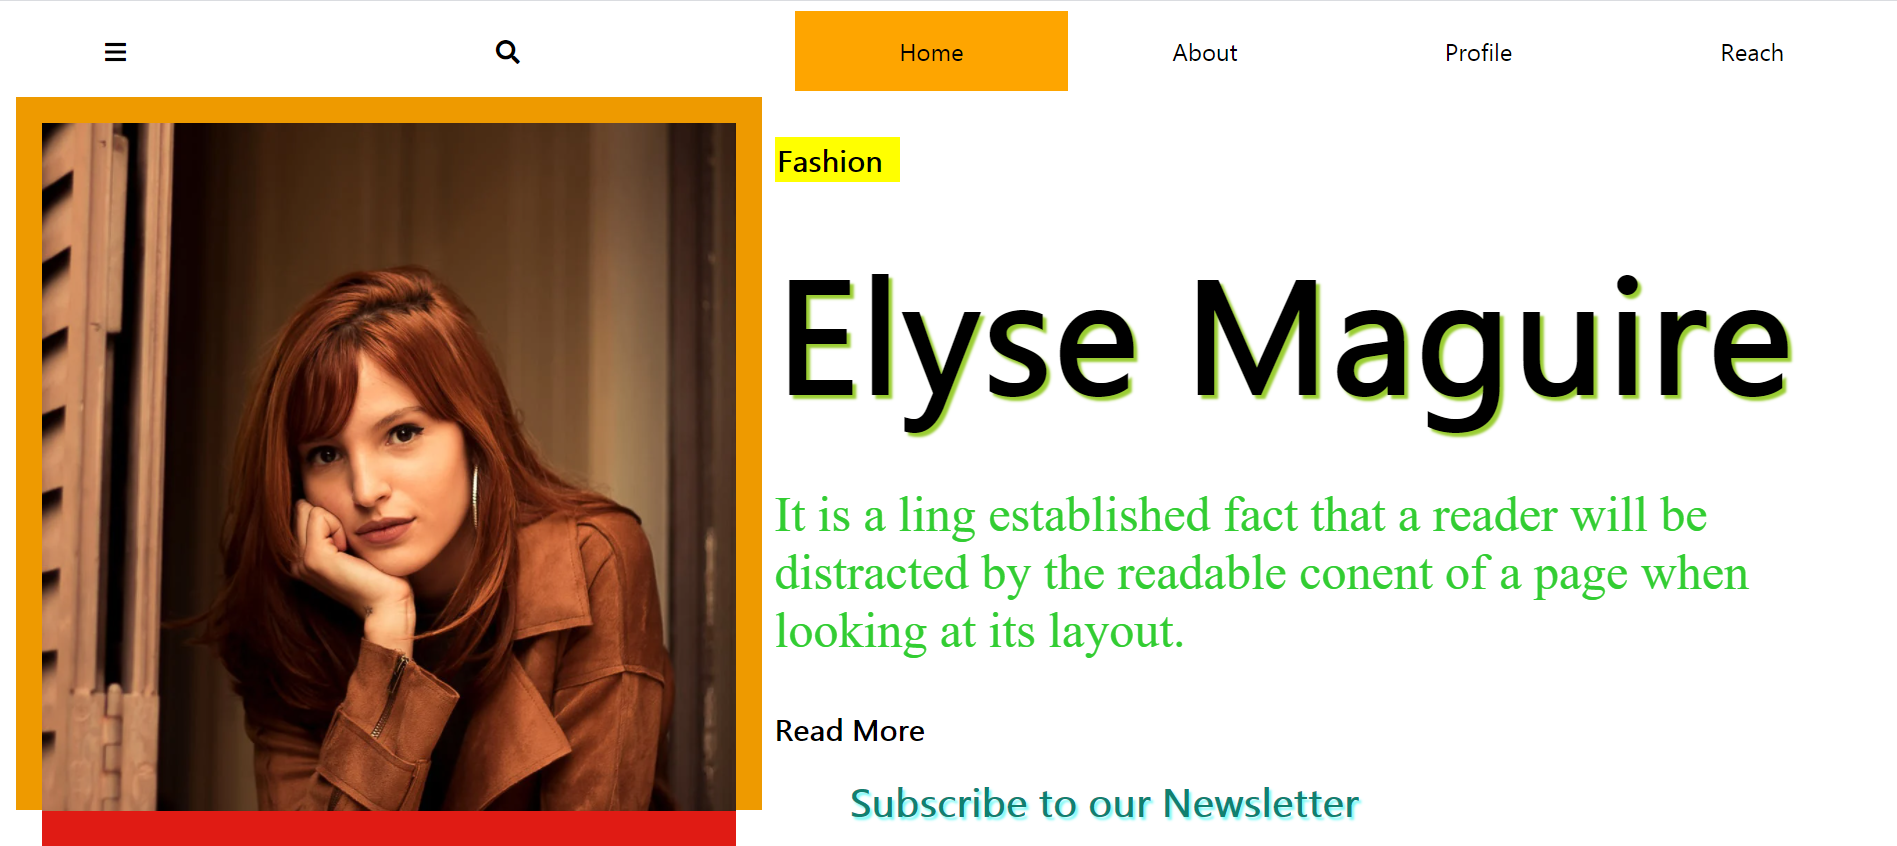 Home About Profile Reach
Fashion
Elyse Maguire
It is a ling established fact that a reader will be
distracted by the readable conent of a page when
looking at its layout.
Read More
Subscribe to our Newsletter